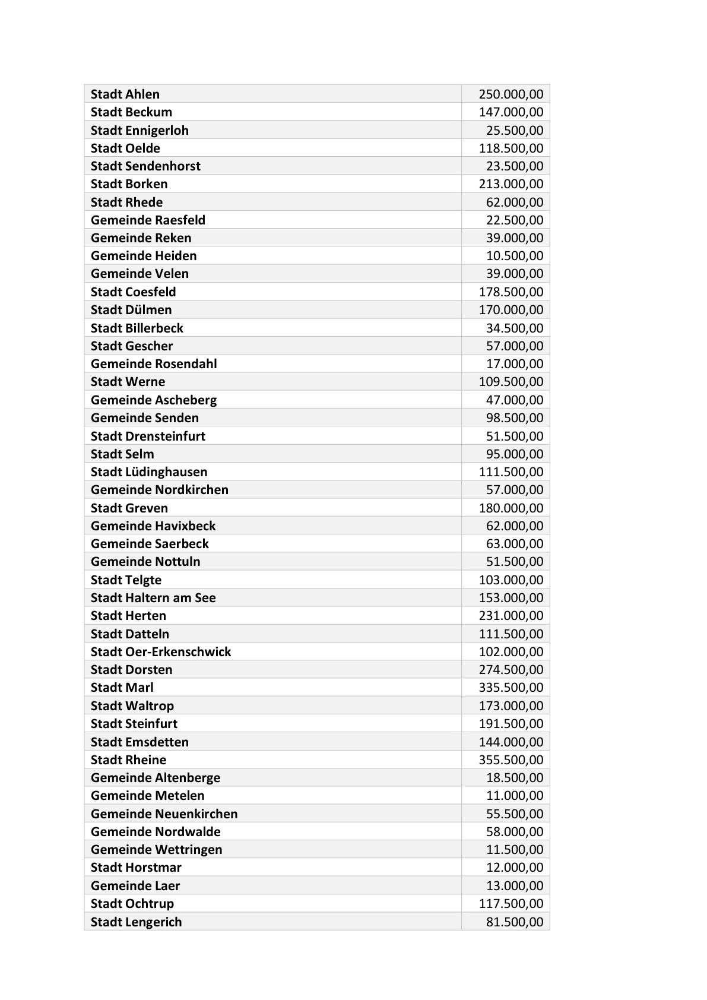 Stadt Ahlen 250.000,00
Stadt Beckum 147.000,00
Stadt Ennigerloh 25.500,00
Stadt Oelde 118.500,00
Stadt Sendenhorst 23.500,00
Stadt Borken 213.000,00
Stadt Rhede 62.000,00
Gemeinde Raesfeld 22.500,00
Gemeinde Reken 39.000,00
Gemeinde Heiden 10.500,00
Gemeinde Velen 39.000,00
Stadt Coesfeld 178.500,00
Stadt Dülmen 170.000,00
Stadt Billerbeck 34.500,00
Stadt Gescher 57.000,00
Gemeinde Rosendahl 17.000,00
Stadt Werne 109.500,00
Gemeinde Ascheberg 47.000,00
Gemeinde Senden 98.500,00
Stadt Drensteinfurt 51.500,00
Stadt Selm 95.000,00
Stadt Lüdinghausen 111.500,00
Gemeinde Nordkirchen 57.000,00
Stadt Greven 180.000,00
Gemeinde Havixbeck 62.000,00
Gemeinde Saerbeck 63.000,00
Gemeinde Nottuln 51.500,00
Stadt Telgte 103.000,00
Stadt Haltern am See 153.000,00
Stadt Herten 231.000,00
Stadt Datteln 111.500,00
Stadt Oer-Erkenschwick 102.000,00
Stadt Dorsten 274.500,00
Stadt Marl 335.500,00
Stadt Waltrop 173.000,00
Stadt Steinfurt 191.500,00
Stadt Emsdetten 144.000,00
Stadt Rheine 355.500,00
Gemeinde Altenberge 18.500,00
Gemeinde Metelen 11.000,00
Gemeinde Neuenkirchen 55.500,00
Gemeinde Nordwalde 58.000,00
Gemeinde Wettringen 11.500,00
Stadt Horstmar 12.000,00
Gemeinde Laer 13.000,00
Stadt Ochtrup 117.500,00
Stadt Lengerich 81.500,00